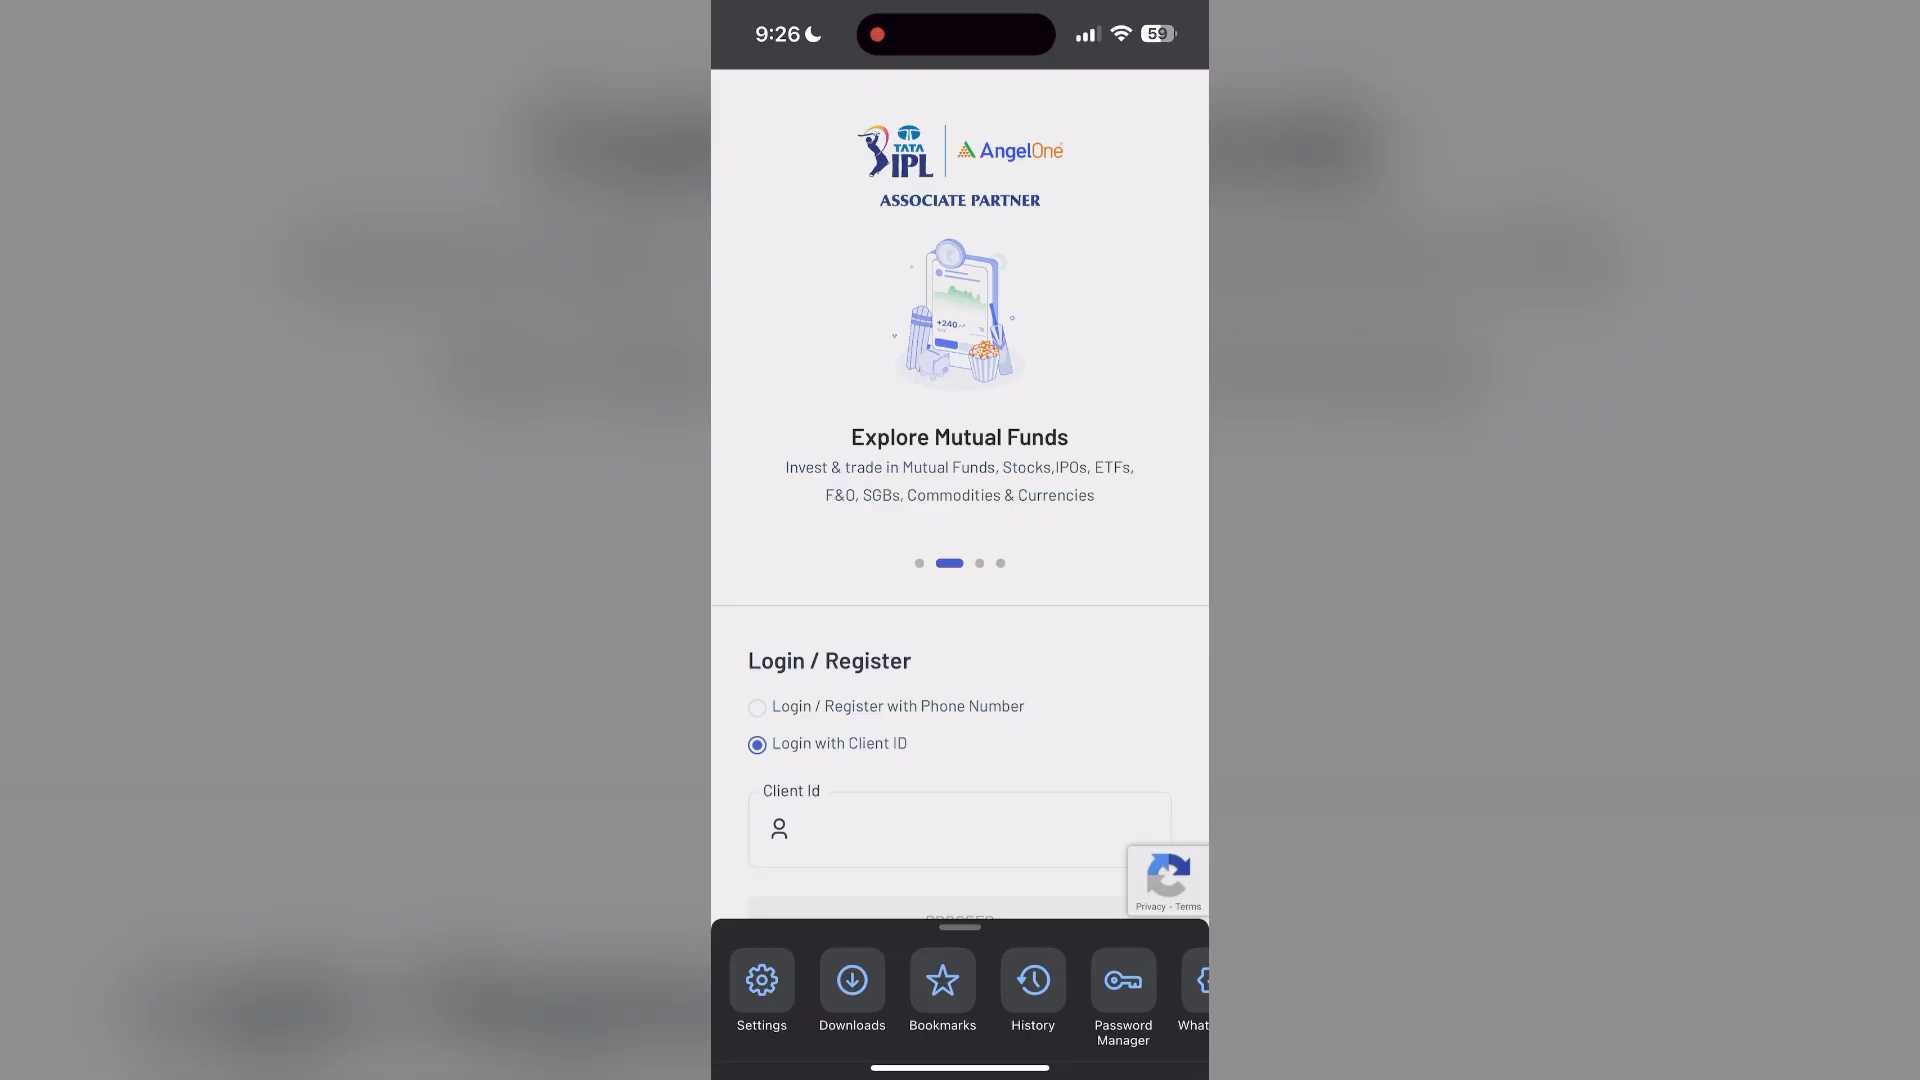 9:26
59
TATA
IPL
AngelOne
ASSOCIATE PARTNER
+240
Explore Mutual Funds
Invest & trade in Mutual Funds, Stocks,IPOs, ETFs,
F&O, SGBs, Commodities & Currencies
Login / Register
Login / Register with Phone Number
Login with Client ID
Client Id
Privacy - Terms
Settings
Downloads
Bookmarks
History
Password
Manager
What